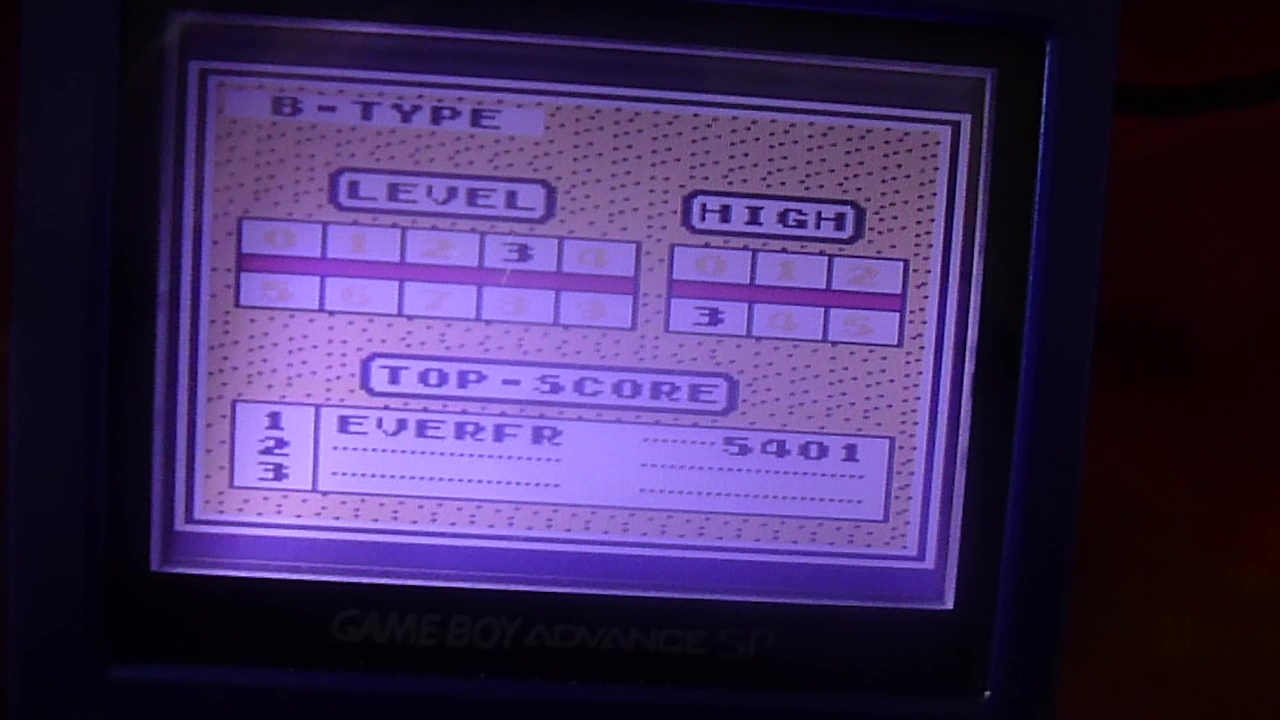 B-TYPE
LEVEL HIGH
0 1 2 3 4 0 1 2
5 6 7 8 9 3 4 5
TOP-SCORE
1 EVERFR 5401
2
3
GAME BOY ADVANCE SP